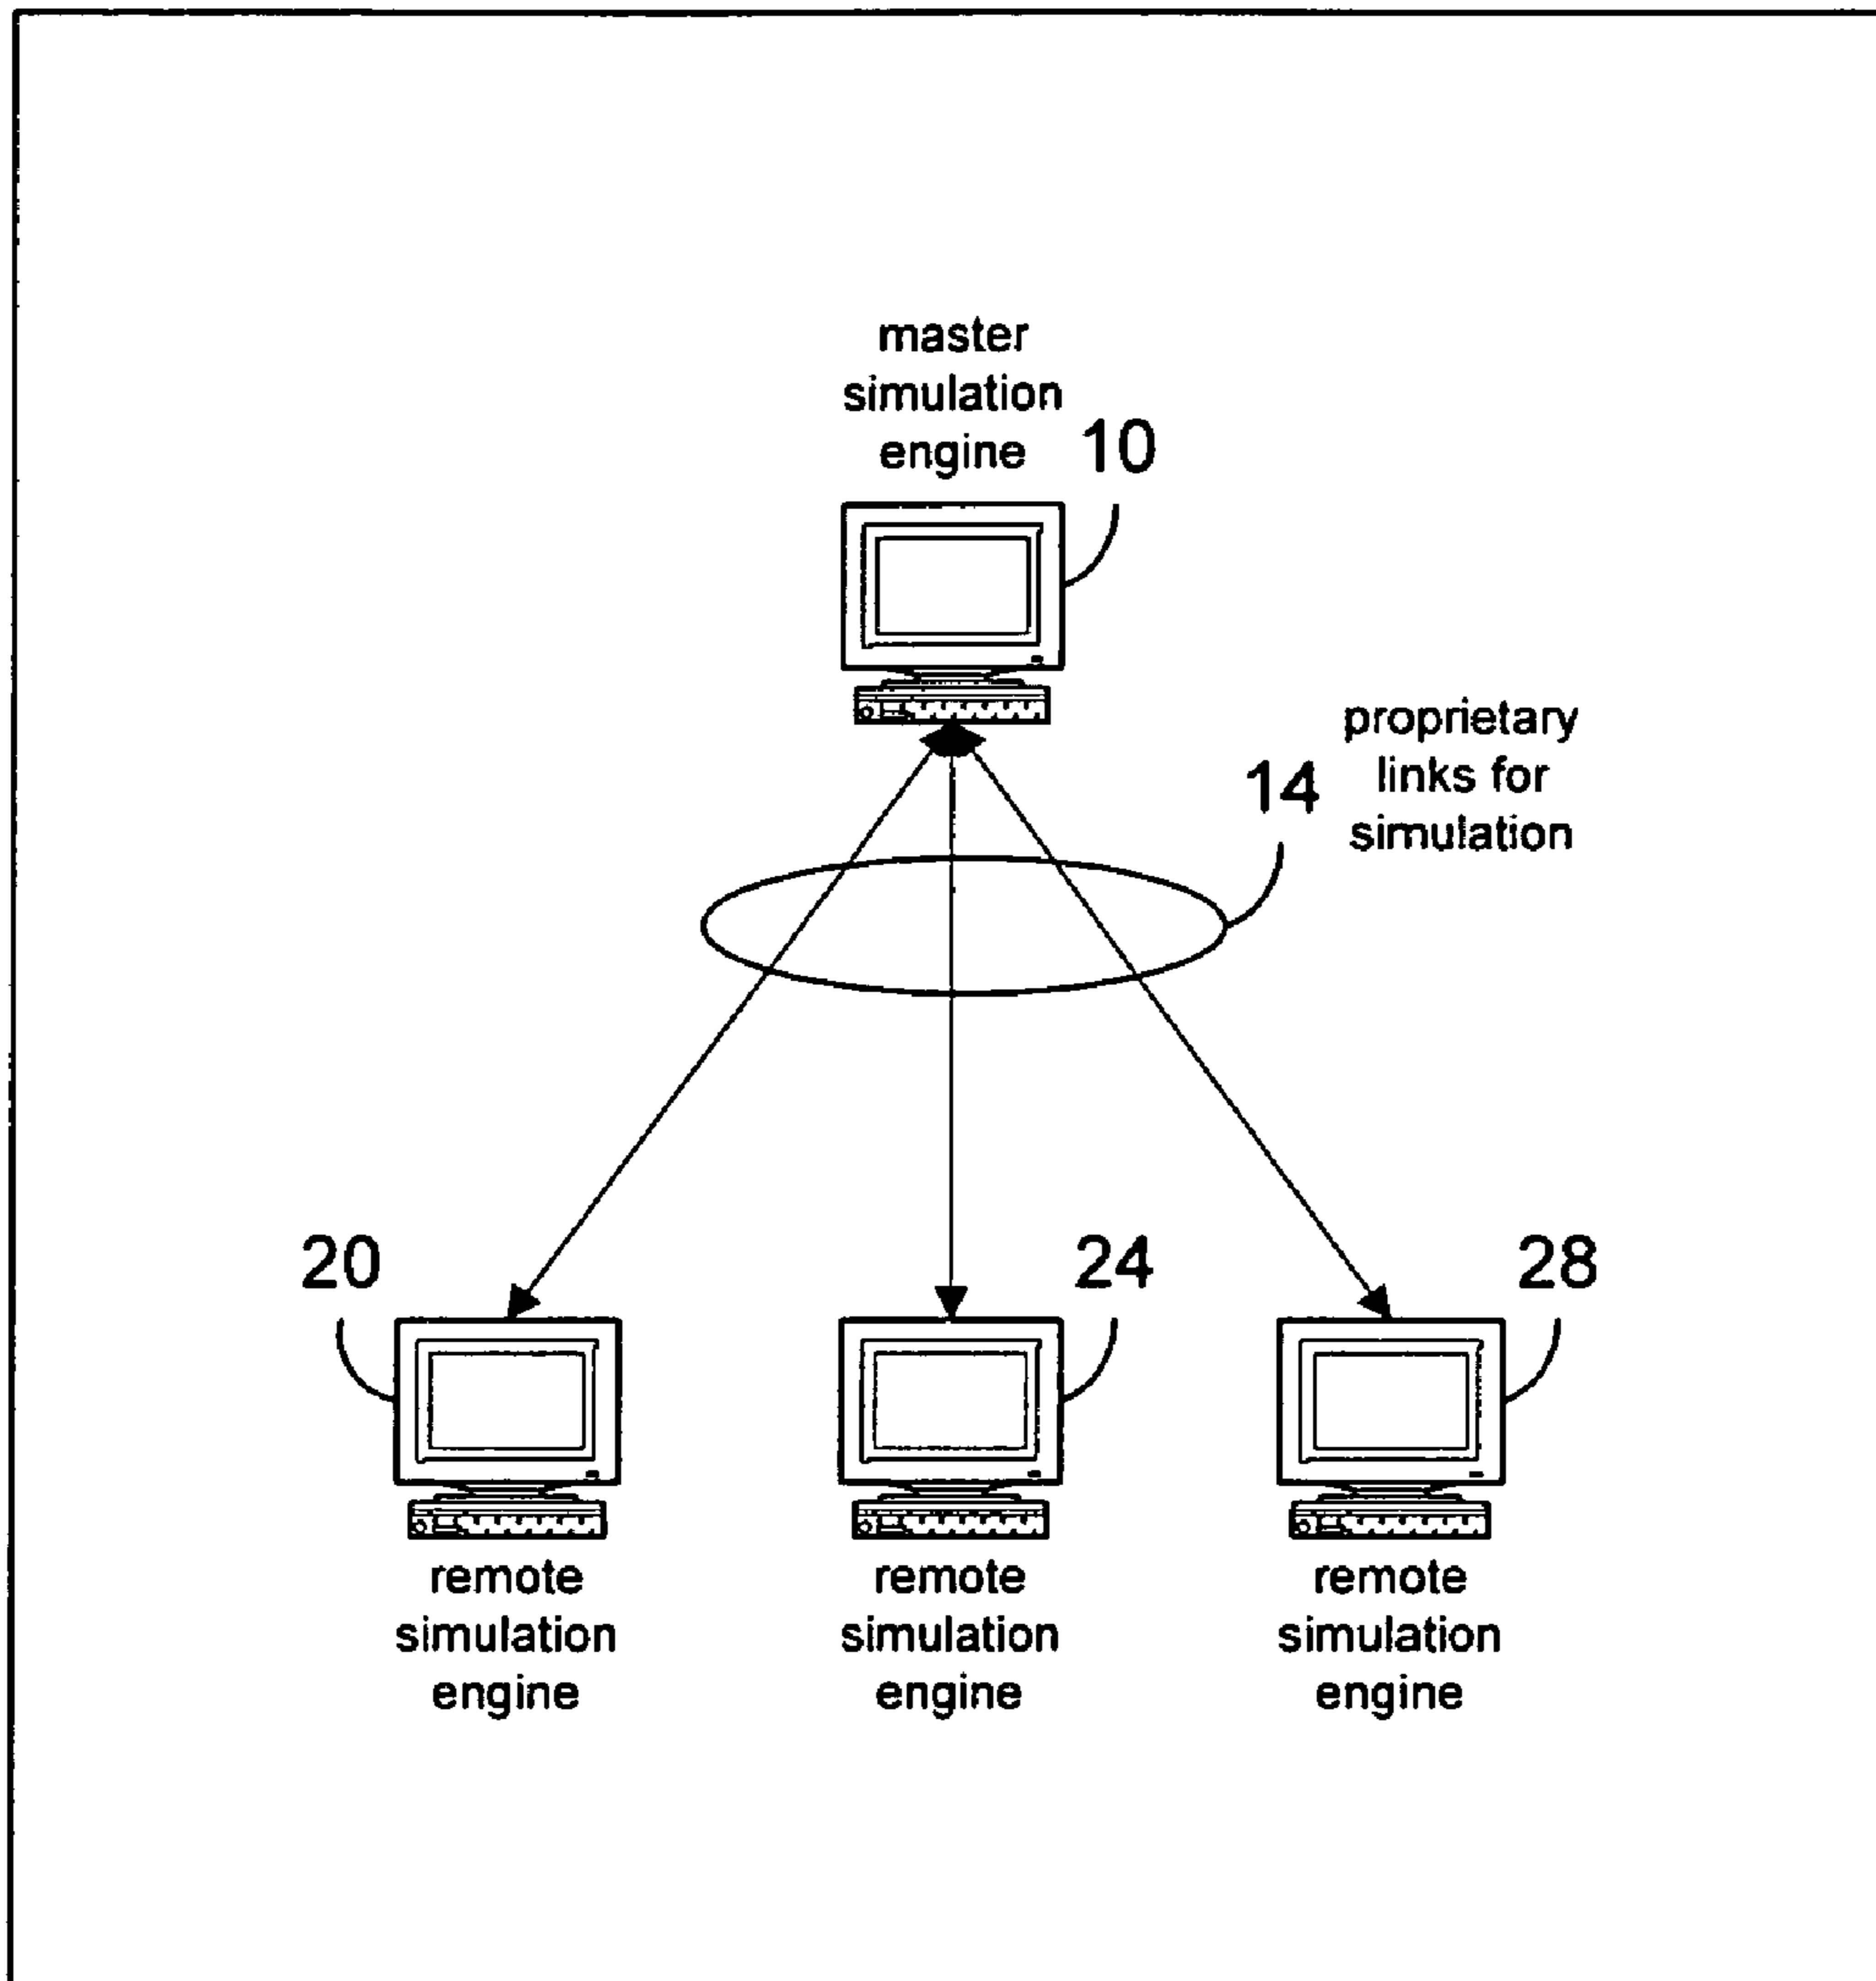 master
simulation
engine
10
proprietary
links for
simulation
14
20
24
28
remote
simulation
engine
remote
simulation
engine
remote
simulation
engine